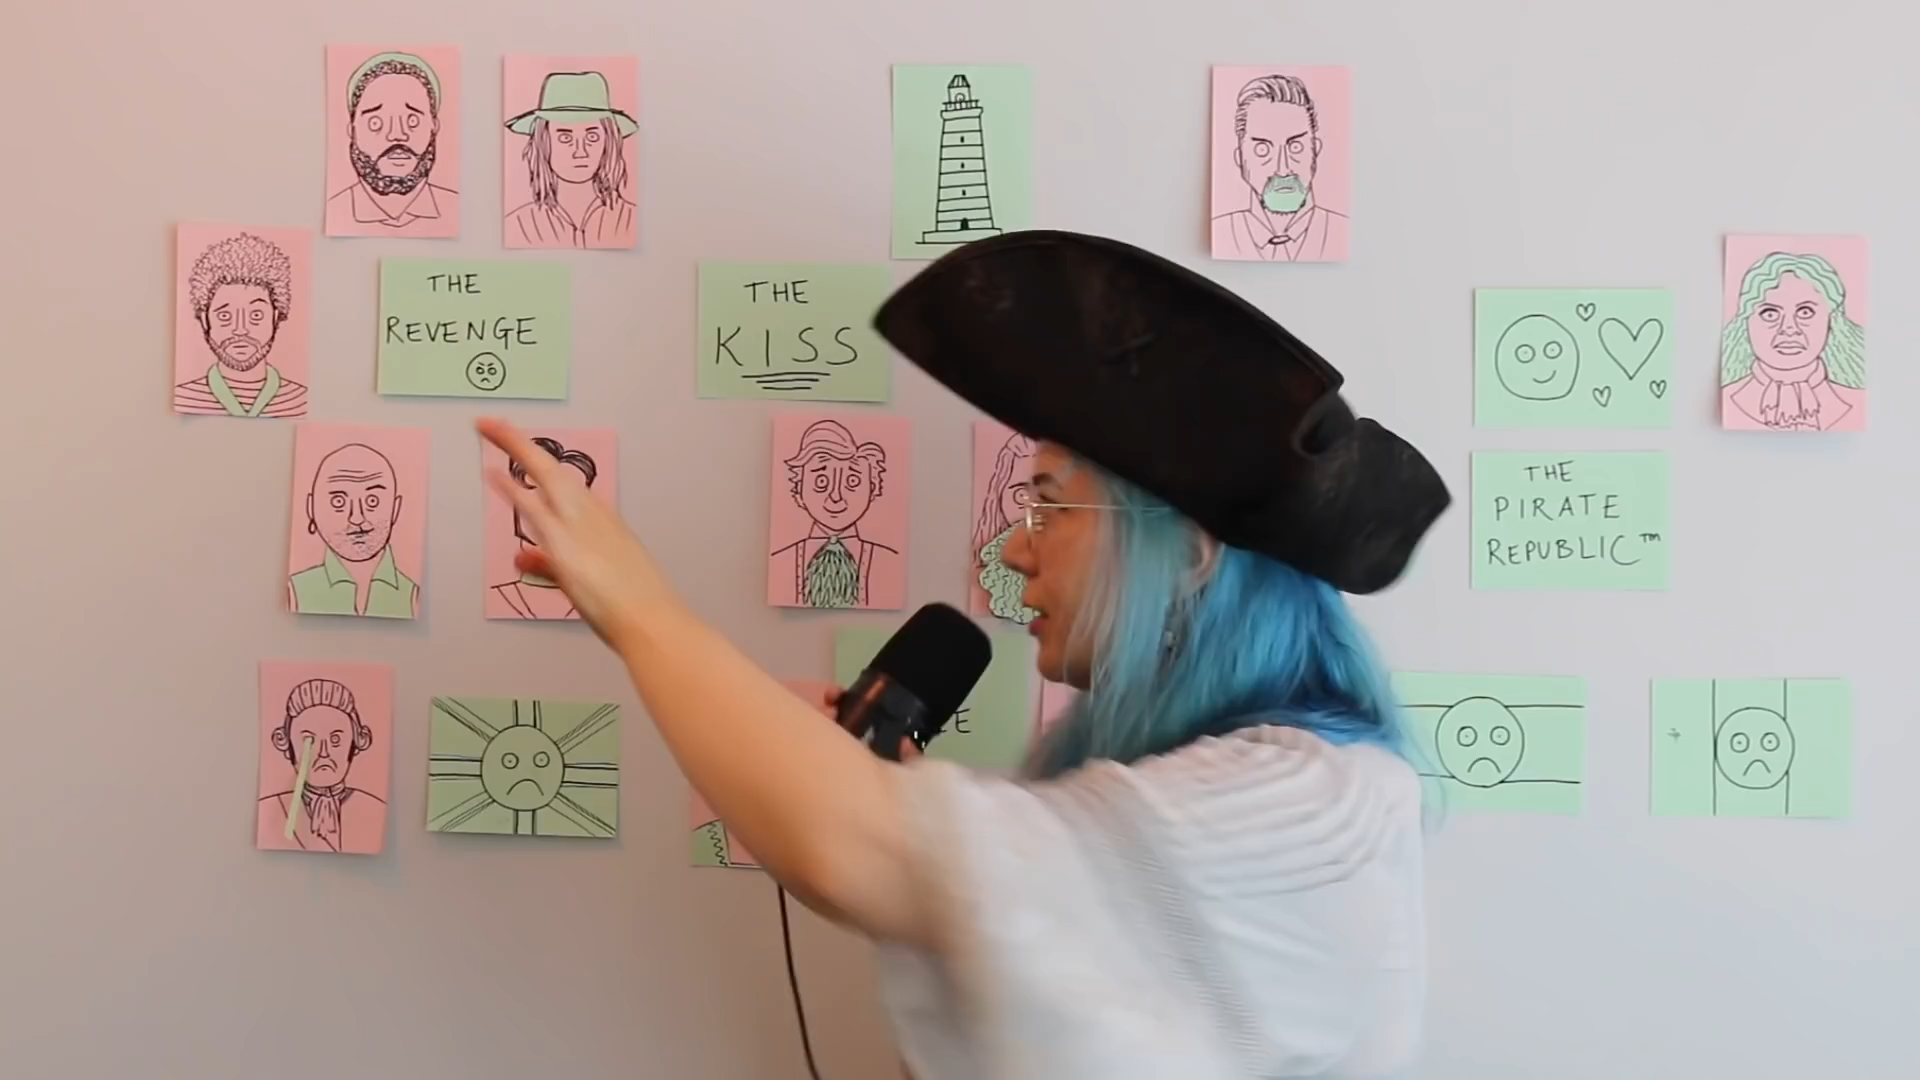 THE
REVENGE
THE
KISS
THE
PIRATE
REPUBLIC™